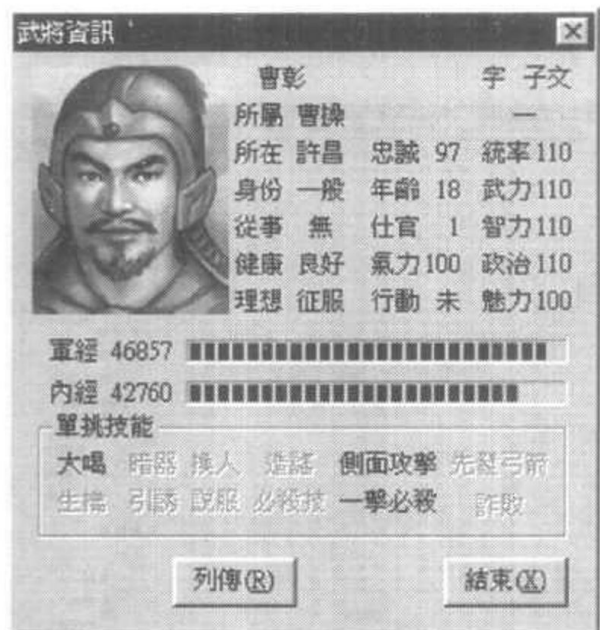 武將資訊
曹彰 字 子文
所屬 曹操 一
所在 許昌 忠誠 97 統率 110
身份 一般 年齡 18 武力 110
從事 無 仕官 1 智力 110
健康 良好 氣力 100 政治 110
理想 征服 行動 未 魅力 100
軍經 46857
內經 42760
單挑技能
大喝 暗器 換人 造謠 側面攻擊 先發弓箭
生擒 引誘 說服 必殺技 一擊必殺 詐敗
列傳(R) 結束(X)